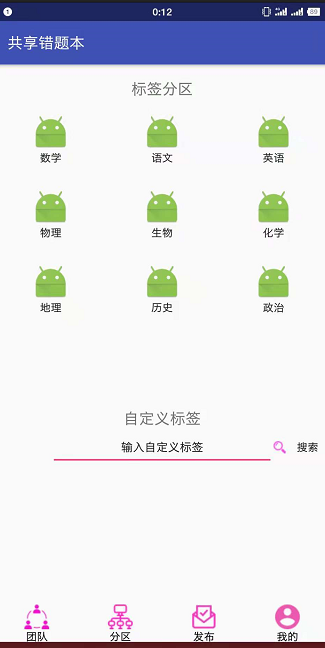 1 0:12 89
共享错题本
标签分区
数学 语文 英语
物理 生物 化学
地理 历史 政治
自定义标签
输入自定义标签 搜索
团队 分区 发布 我的